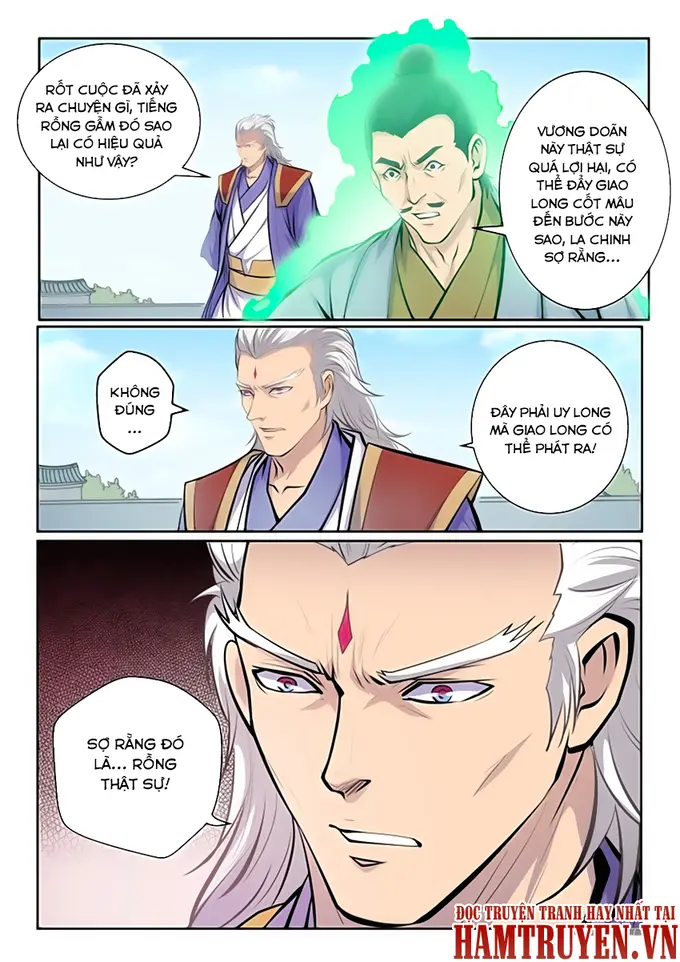 RỐT CUỘC ĐÃ XẢY
RA CHUYỆN GÌ, TIẾNG
RỒNG GẦM ĐÓ SAO
LẠI CÓ HIỆU QUẢ
NHƯ VẬY?
VƯƠNG DOÃN
NÀY THẬT SỰ
QUÁ LỢI HẠI, CÓ
THỂ ĐẨY GIAO
LONG CỐT MÂU
ĐẾN BƯỚC NÀY
SAO, LA CHINH
SỢ RẰNG...
KHÔNG
ĐÚNG
...
ĐÂY PHẢI UY LONG
MÃ GIAO LONG CÓ
THỂ PHÁT RA!
SỢ RẰNG ĐÓ
LÀ... RỒNG
THẬT SỰ!
ĐỌC TRUYỆN TRANH HAY NHẤT TẠI
HAMTRUYEN.VN